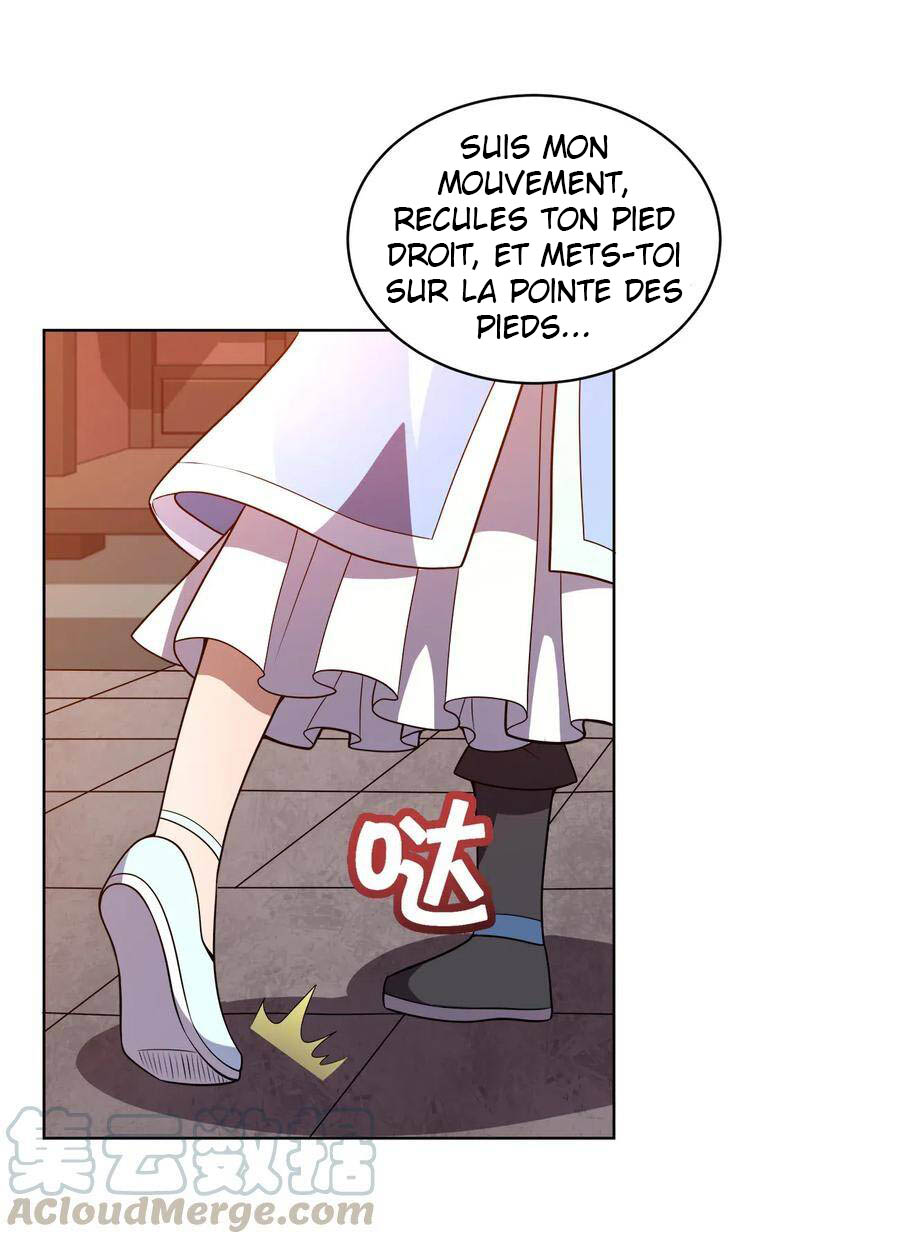 SUIS MON
MOUVEMENT,
RECULES TON PIED
DROIT, ET METS-TOI
SUR LA POINTE DES
PIEDS...
哒
集云数据
ACloudMerge.com